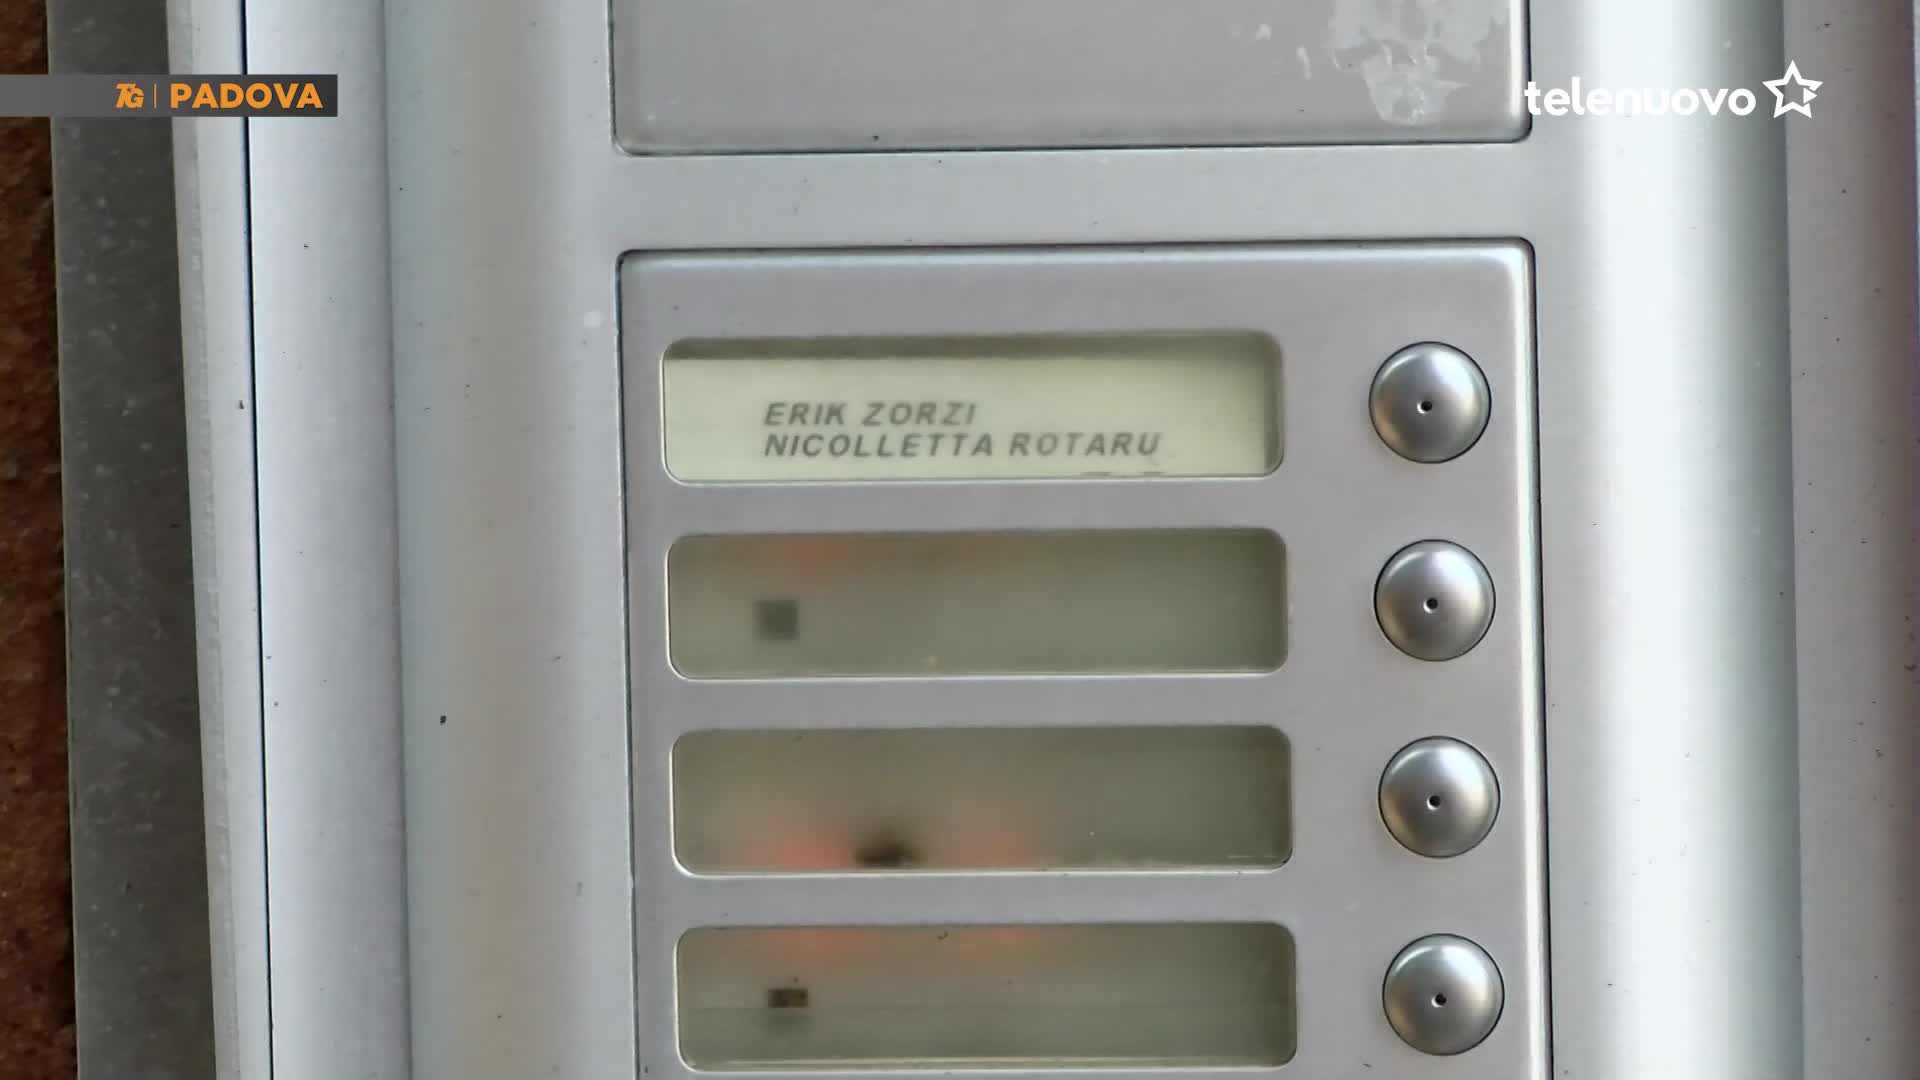 TG | PADOVA
telenuovo
ERIK ZORZI
NICOLLETTA ROTARU